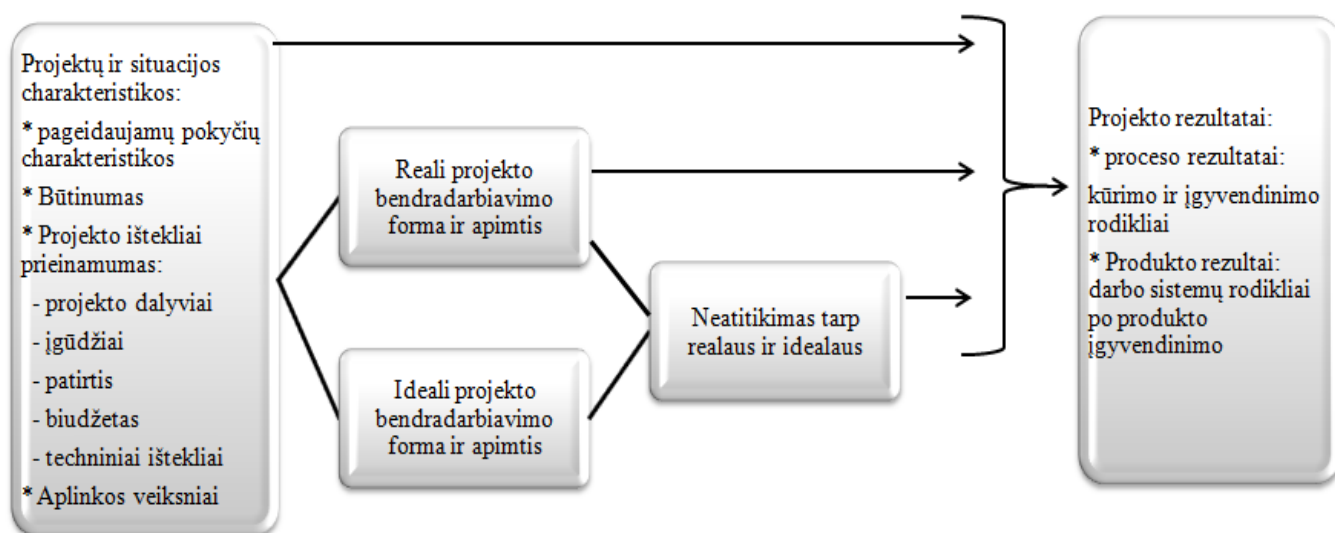 Projektų ir situacijos
charakteristikos:
* pageidaujamų pokyčių
charakteristikos
* Būtinumas
* Projekto ištekliai
prieinamumas:
- projekto dalyviai
- įgūdžiai
- patirtis
- biudžetas
- techniniai ištekliai
* Aplinkos veiksniai
Reali projekto
bendradarbiavimo
forma ir apimtis
Ideali projekto
bendradarbiavimo
forma ir apimtis
Neatitikimas tarp
realaus ir idealaus
Projekto rezultatai:
* proceso rezultatai:
kūrimo ir įgyvendinimo
rodikliai
* Produkto rezultai:
darbo sistemų rodikliai
po produkto
įgyvendinimo